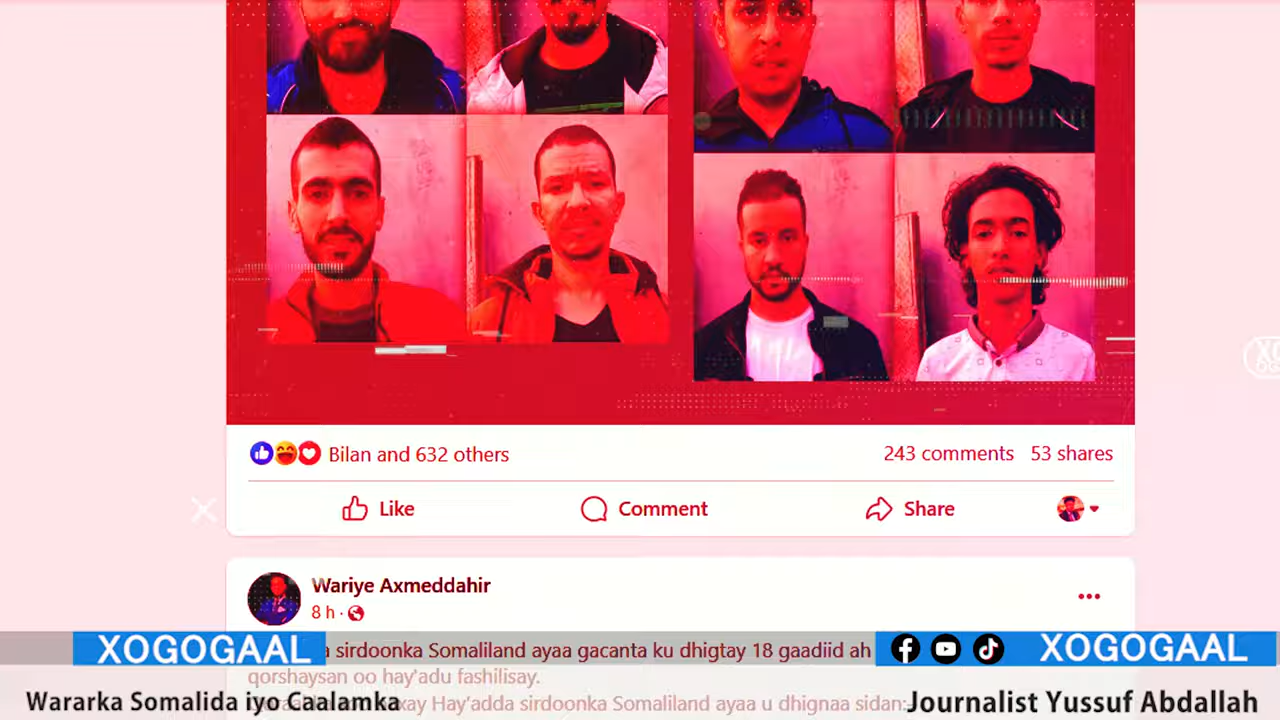 Bilan and 632 others
243 comments 53 shares
Like Comment Share
Wariye Axmeddahir
8 h ·
XOGOGAAL
sirdoonka Somaliland ayaa gacanta ku dhigtay 18 gaadiid ah
XOGOGAAL
qorshaysan oo hay'adu fashilisay.
Wararka Somalida iyo Caalamka
xay Hay'adda sirdoonka Somaliland ayaa u dhignaa sidan:-
Journalist Yussuf Abdallah